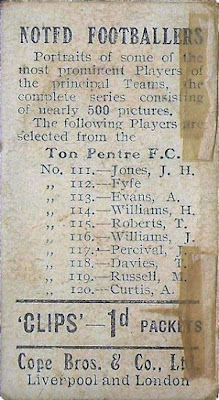 NOTED FOOTBALLERS
Portraits of some of the
most prominent Players of
the principal Teams, the
complete series consisting
of nearly 500 pictures.
The following Players are
selected from the
Ton Pentre F.C.
No. 111.—Jones, J. H.
„ 112.—Fyfe
„ 113.—Evans, A.
„ 114.—Williams, H.
„ 115.—Roberts, T.
„ 116.—Williams, J.
„ 117.—Percival,
„ 118.—Davies, T.
„ 119.—Russell, M.
„ 120.—Curtis, A.
'CLIPS'—1d PACKETS
Cope Bros. & Co., Lt
Liverpool and London